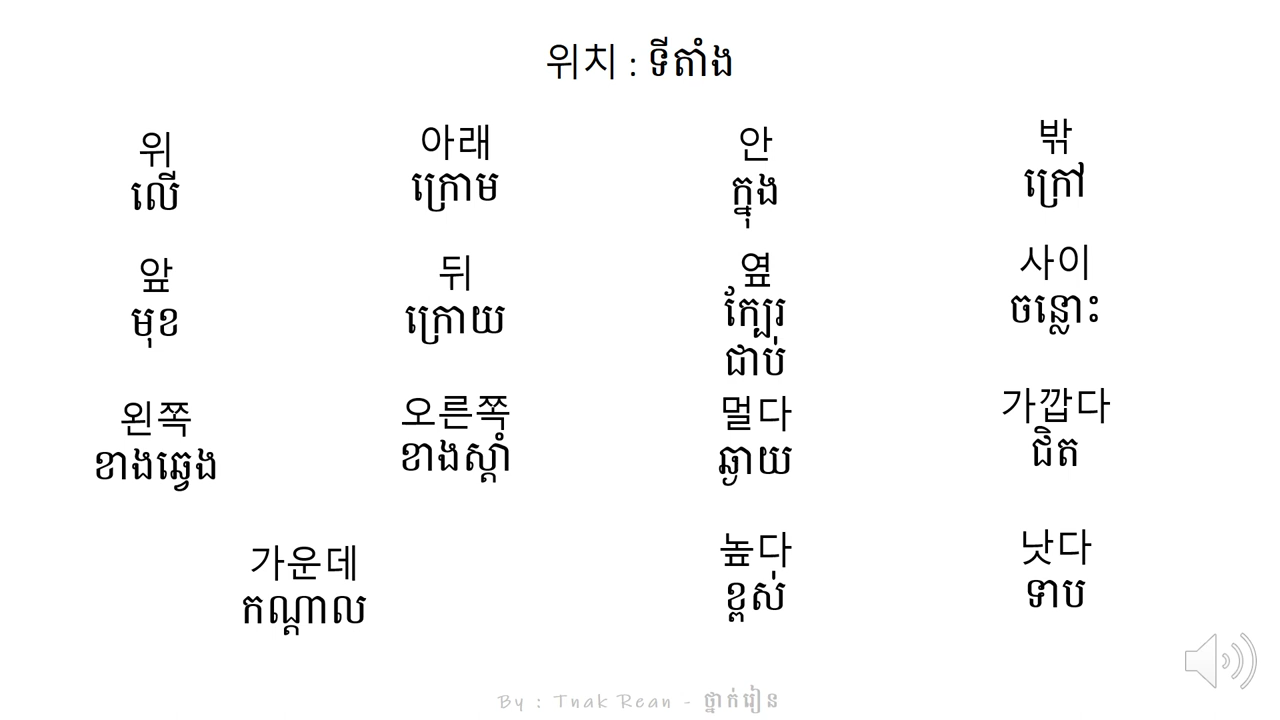 위치 : ទីតាំង
위
លើ
아래
ក្រោម
안
ក្នុង
밖
ក្រៅ
앞
មុខ
뒤
ក្រោយ
옆
ក្បែរ
ជាប់
사이
ចន្លោះ
왼쪽
ខាងឆ្វេង
오른쪽
ខាងស្តាំ
멀다
ឆ្ងាយ
가깝다
ជិត
가운데
កណ្តាល
높다
ខ្ពស់
낮다
ទាប
By : Tnak Rean - ថ្នាក់រៀន